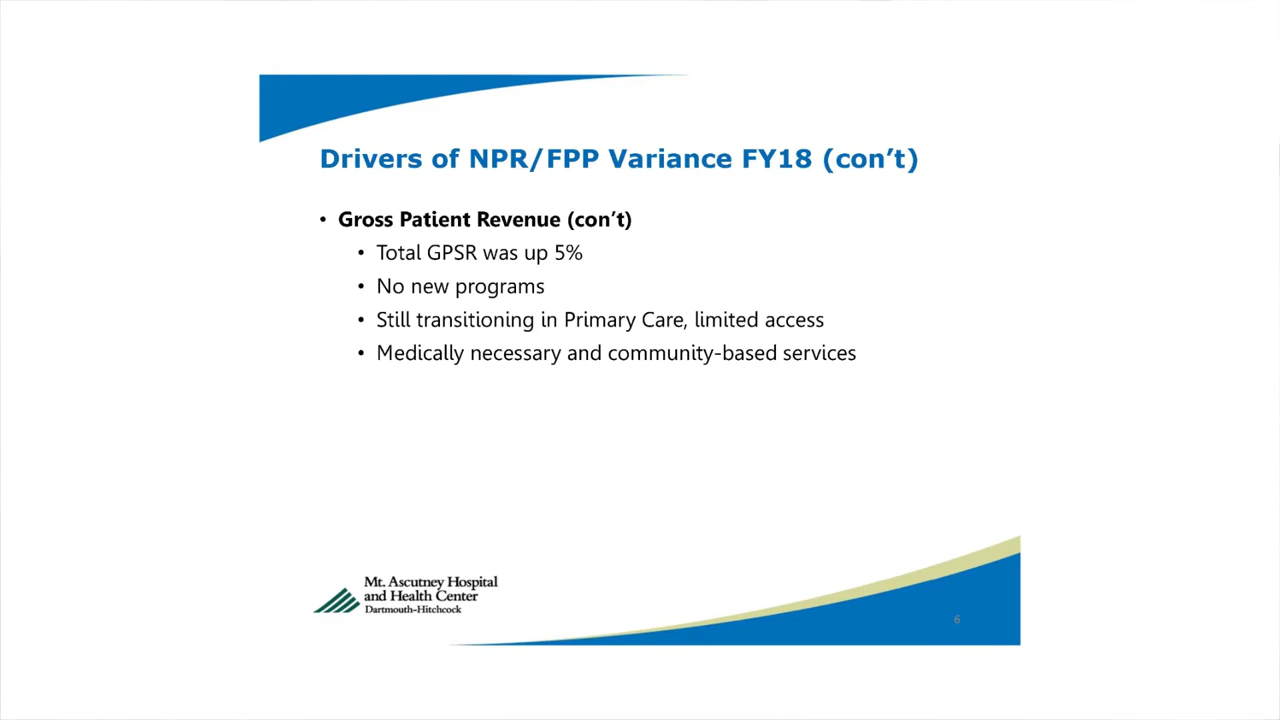 Drivers of NPR/FPP Variance FY18 (con’t)
• Gross Patient Revenue (con’t)
• Total GPSR was up 5%
• No new programs
• Still transitioning in Primary Care, limited access
• Medically necessary and community-based services
Mt. Ascutney Hospital
and Health Center
Dartmouth-Hitchcock
6